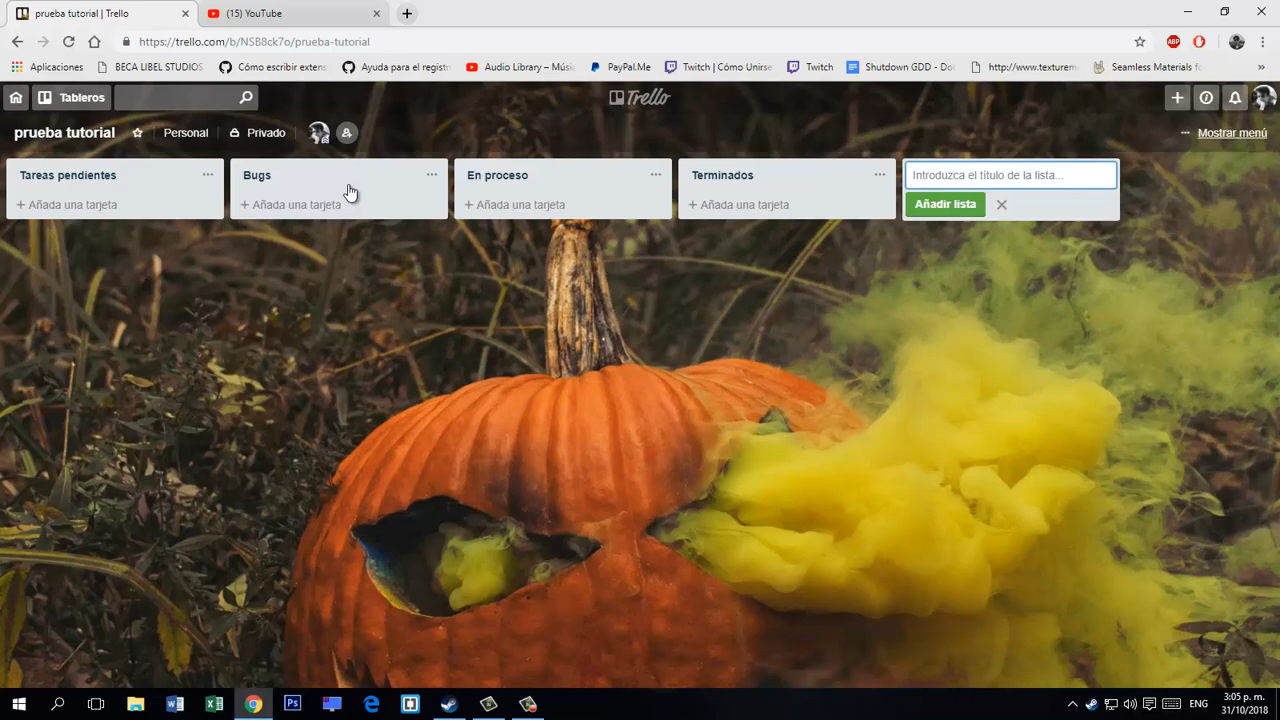 prueba tutorial | Trello
(15) YouTube
https://trello.com/b/NSB8ck7o/prueba-tutorial
Aplicaciones
BECA LIBEL STUDIOS
Cómo escribir extens
Ayuda para el registr
Audio Library – Músi
PayPal.Me
Twitch | Cómo Unirse
Twitch
Shutdown GDD - Doc
http://www.texturem
Seamless Materials fo
Tableros
Trello
prueba tutorial
Personal
Privado
Mostrar menú
Tareas pendientes
Bugs
En proceso
Terminados
Introduzca el título de la lista...
+ Añada una tarjeta
+ Añada una tarjeta
+ Añada una tarjeta
+ Añada una tarjeta
Añadir lista
ENG
3:05 p. m.
31/10/2018